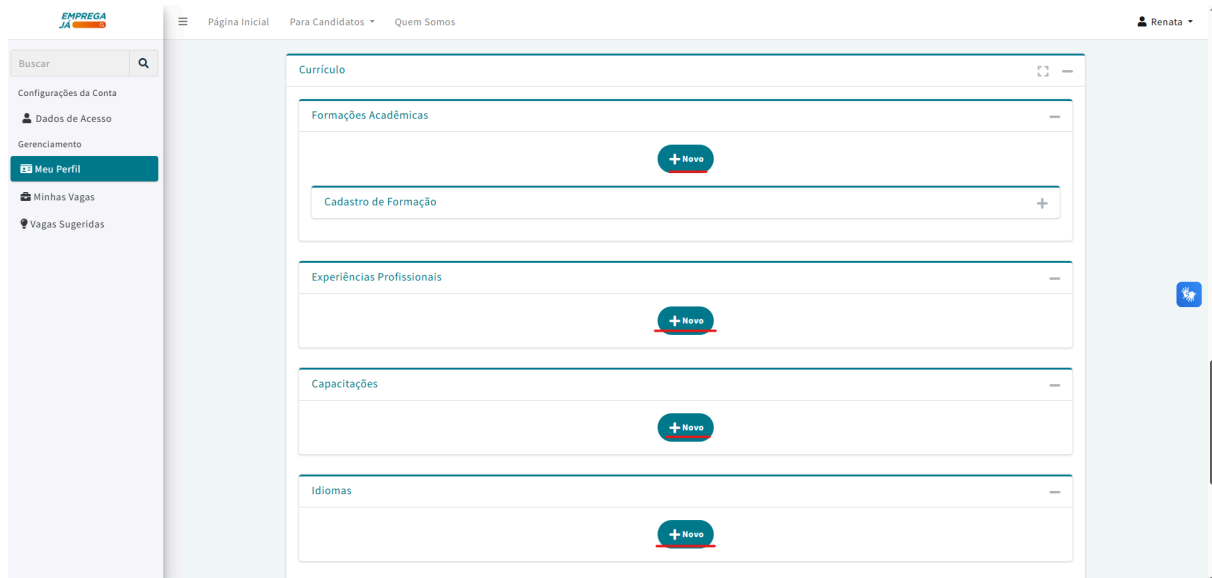 EMPREGA
JÁ
Página Inicial
Para Candidatos
Quem Somos
Renata
Buscar
Configurações da Conta
Dados de Acesso
Gerenciamento
Meu Perfil
Minhas Vagas
Vagas Sugeridas
Currículo
Formações Acadêmicas
Novo
Cadastro de Formação
Experiências Profissionais
Novo
Capacitações
Novo
Idiomas
Novo